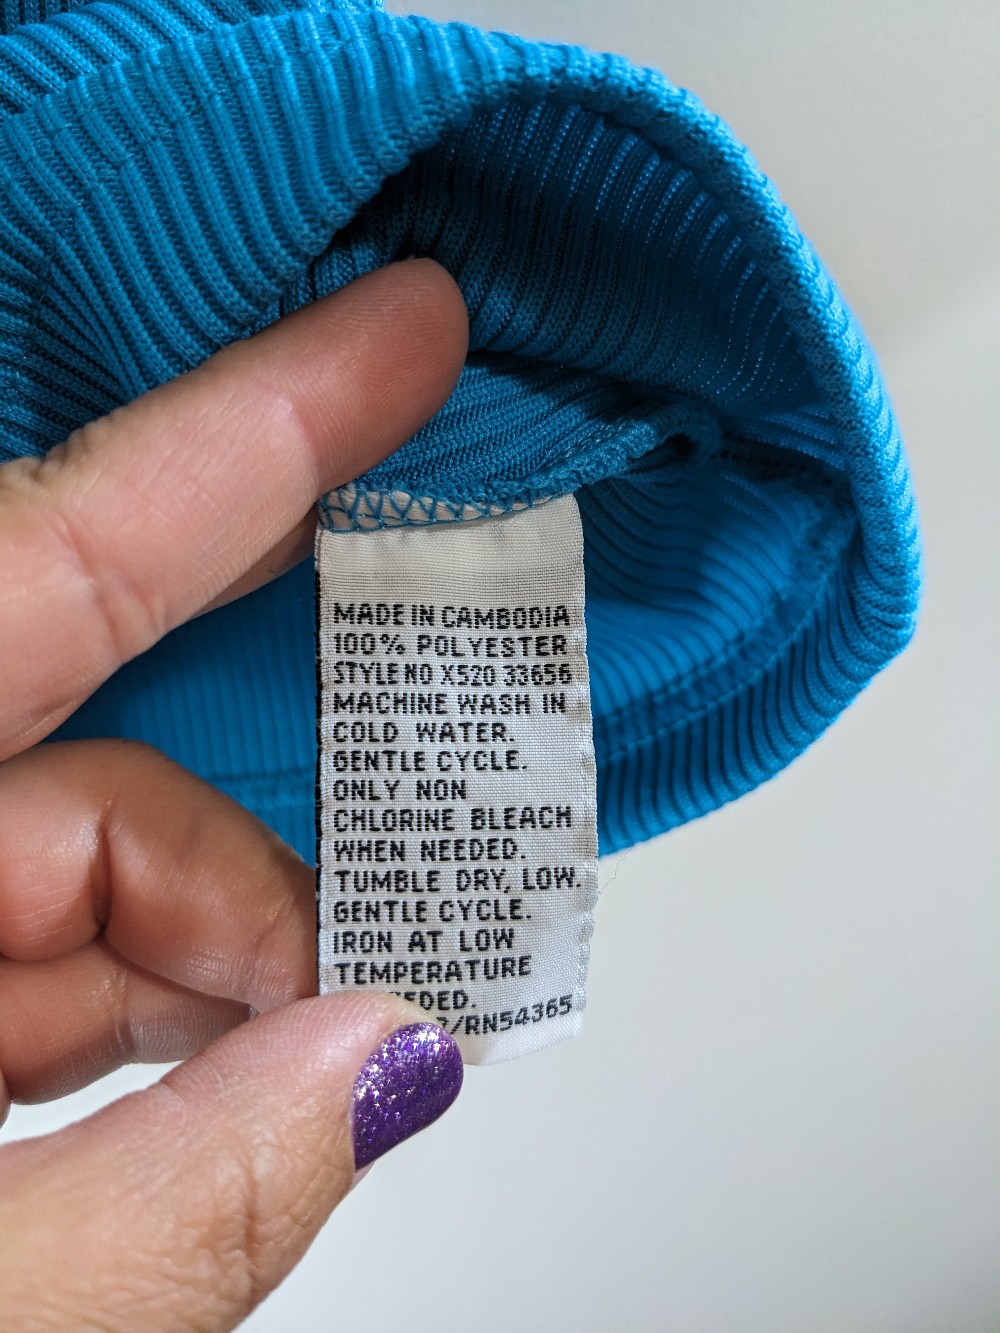 MADE IN CAMBODIA
100% POLYESTER
STYLE NO X520 33656
MACHINE WASH IN
COLD WATER.
GENTLE CYCLE.
ONLY NON
CHLORINE BLEACH
WHEN NEEDED.
TUMBLE DRY, LOW.
GENTLE CYCLE.
IRON AT LOW
TEMPERATURE
/RN54365